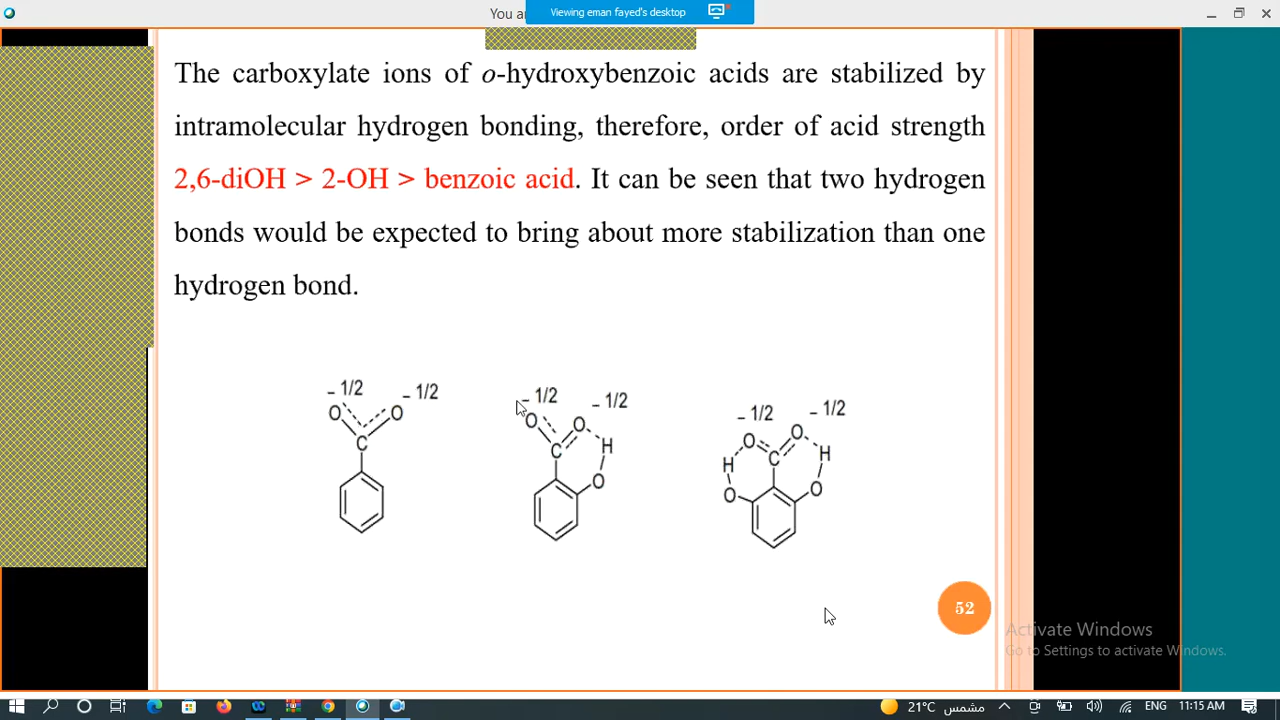 You ar
Viewing eman fayed's desktop
The carboxylate ions of o-hydroxybenzoic acids are stabilized by
intramolecular hydrogen bonding, therefore, order of acid strength
2,6-diOH > 2-OH > benzoic acid. It can be seen that two hydrogen
bonds would be expected to bring about more stabilization than one
hydrogen bond.
– 1/2 – 1/2
O O
C
– 1/2 – 1/2
O O
C H
O
– 1/2 – 1/2
O O
H C H
O O
52
Activate Windows
Go to Settings to activate Windows.
21°C مشمس
ENG
11:15 AM